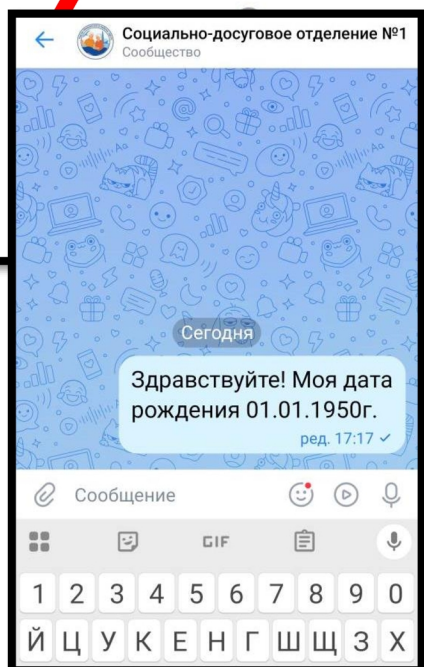 Социально-досуговое отделение №1
Сообщество
Сегодня
Здравствуйте! Моя дата
рождения 01.01.1950г.
ред. 17:17
Сообщение
GIF
1 2 3 4 5 6 7 8 9 0
Й Ц У К Е Н Г Ш Щ З Х